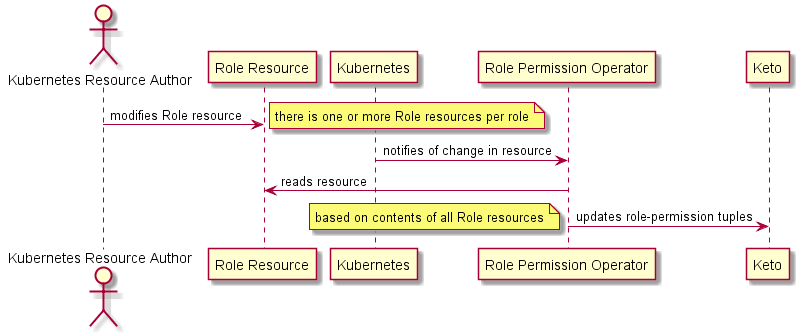 Kubernetes Resource Author
Role Resource
Kubernetes
Role Permission Operator
Keto
modifies Role resource
there is one or more Role resources per role
notifies of change in resource
reads resource
based on contents of all Role resources
updates role-permission tuples
Kubernetes Resource Author
Role Resource
Kubernetes
Role Permission Operator
Keto